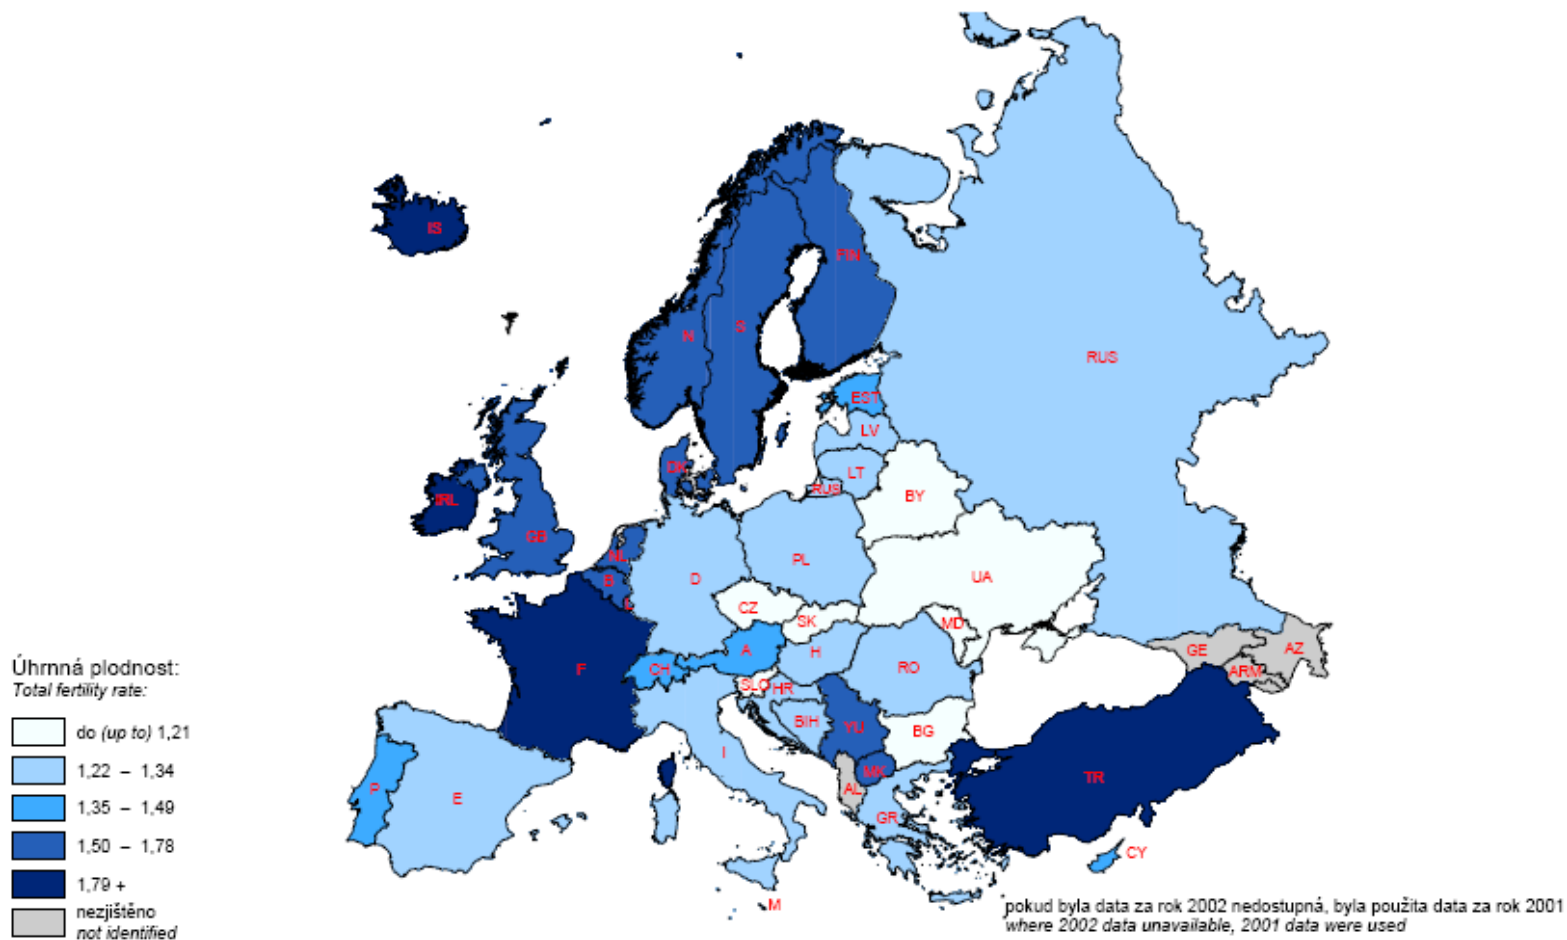 IS
FIN
N
S
RUS
EST
LV
LT
RUS
BY
DK
IRL
GB
NL
B
L
D
PL
UA
CZ
SK
MD
F
CH
A
H
RO
SLO
HR
BIH
YU
BG
MK
AL
GR
I
P
E
M
TR
CY
GE
AZ
ARM
Úhrnná plodnost:
Total fertility rate:
do (up to) 1,21
1,22 – 1,34
1,35 – 1,49
1,50 – 1,78
1,79 +
nezjištěno
not identified
*pokud byla data za rok 2002 nedostupná, byla použita data za rok 2001
where 2002 data unavailable, 2001 data were used